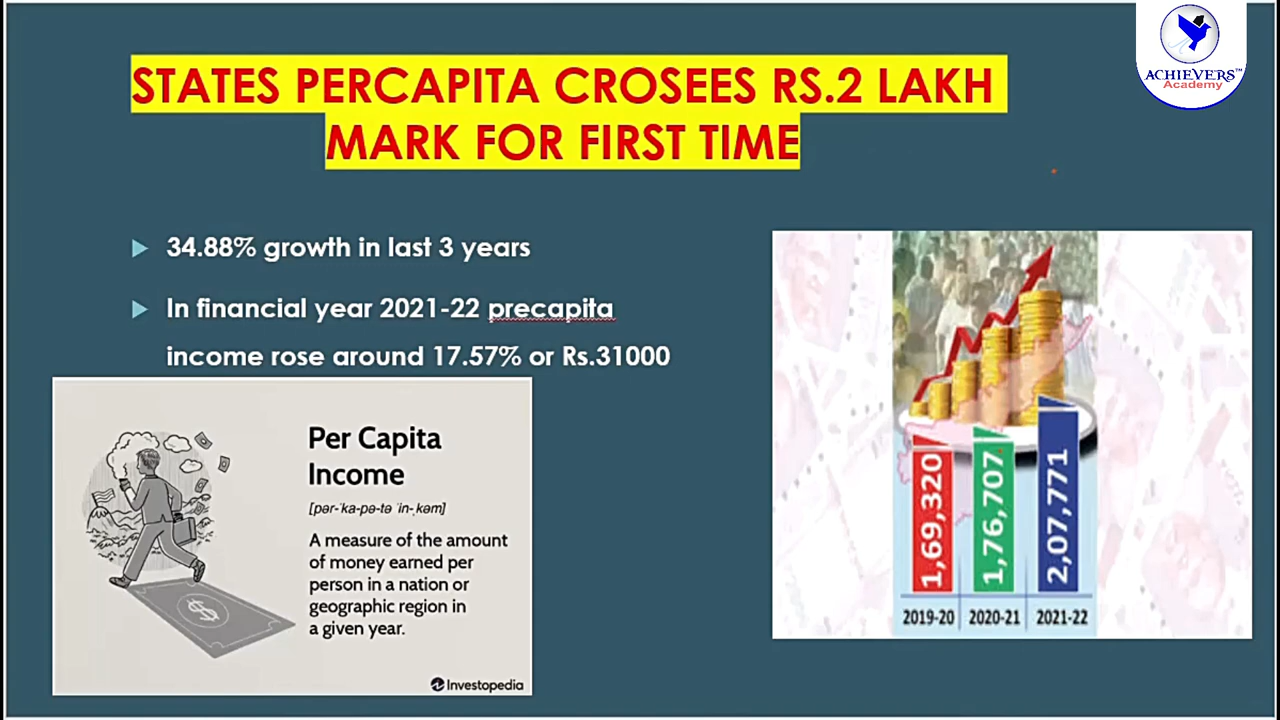 ACHIEVERS™
Academy
STATES PERCAPITA CROSEES RS.2 LAKH
MARK FOR FIRST TIME
34.88% growth in last 3 years
In financial year 2021-22 precapita
income rose around 17.57% or Rs.31000
Per Capita
Income
[pər-ˈka-pə-tə ˈin-ˌkəm]
A measure of the amount
of money earned per
person in a nation or
geographic region in
a given year.
Investopedia
1,69,320
1,76,707
2,07,771
2019-20 2020-21 2021-22